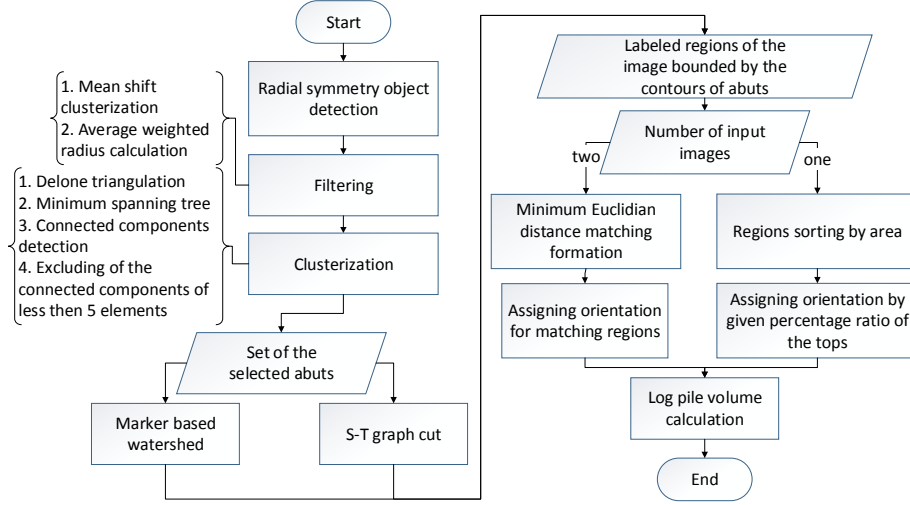 Start
Radial symmetry object
detection
1. Mean shift
clusterization
2. Average weighted
radius calculation
Filtering
1. Delone triangulation
2. Minimum spanning tree
3. Connected components
detection
4. Excluding of the
connected components of
less then 5 elements
Clusterization
Set of the
selected abuts
Marker based
watershed
S-T graph cut
Labeled regions of the
image bounded by the
contours of abuts
Number of input
images
two
one
Minimum Euclidian
distance matching
formation
Regions sorting by area
Assigning orientation
for matching regions
Assigning orientation by
given percentage ratio of
the tops
Log pile volume
calculation
End